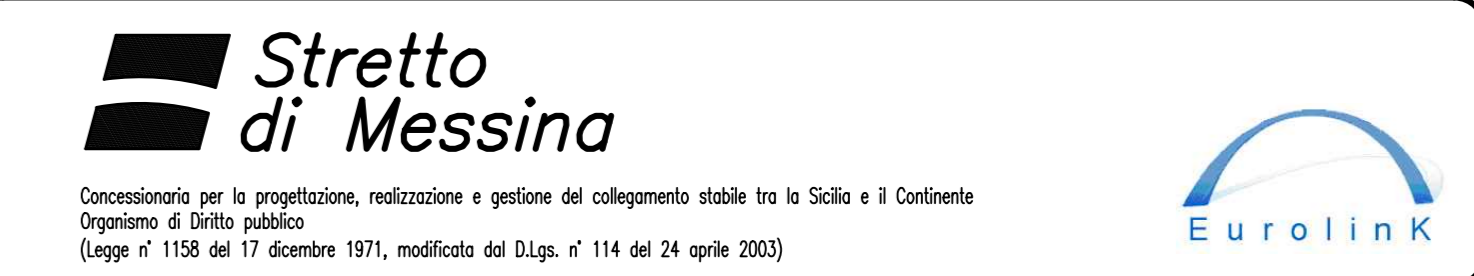 Stretto
di Messina
Concessionaria per la progettazione, realizzazione e gestione del collegamento stabile tra la Sicilia e il Continente
Organismo di Diritto pubblico
(Legge n° 1158 del 17 dicembre 1971, modificata dal D.Lgs. n° 114 del 24 aprile 2003)
EurolinK